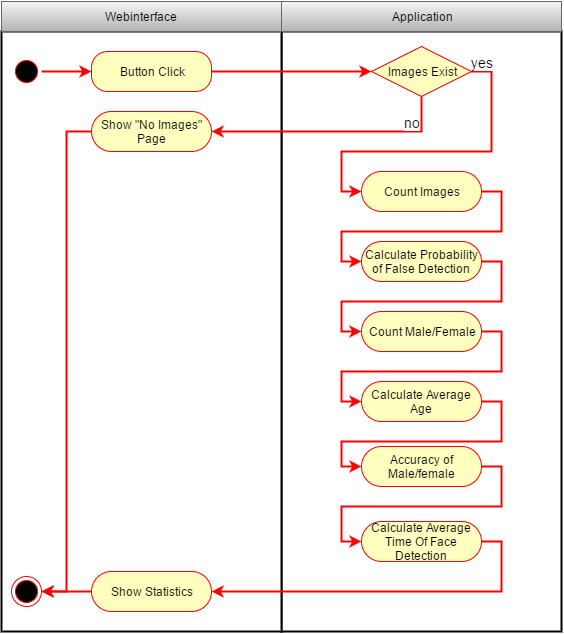 Webinterface
Application
Button Click
Images Exist
yes
no
Show "No Images"
Page
Count Images
Calculate Probability
of False Detection
Count Male/Female
Calculate Average
Age
Accuracy of
Male/female
Calculate Average
Time Of Face
Detection
Show Statistics